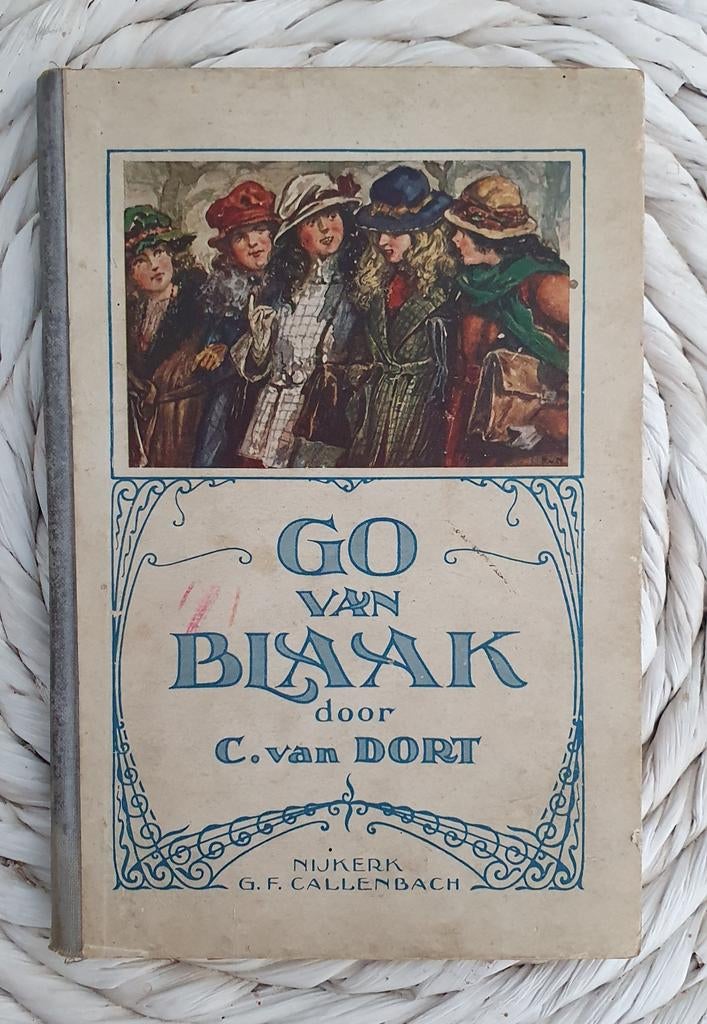 GO
VAN
BLAAK
door
C. van DORT
NIJKERK
G. F. CALLENBACH